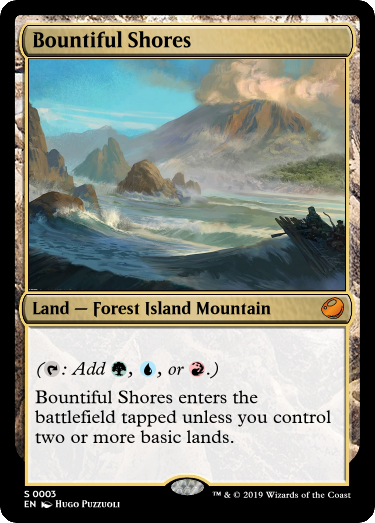 Bountiful Shores
Land — Forest Island Mountain
(: Add , , or .)
Bountiful Shores enters the
battlefield tapped unless you control
two or more basic lands.
S 0003
EN Hugo Puzzuoli
™ & © 2019 Wizards of the Coast